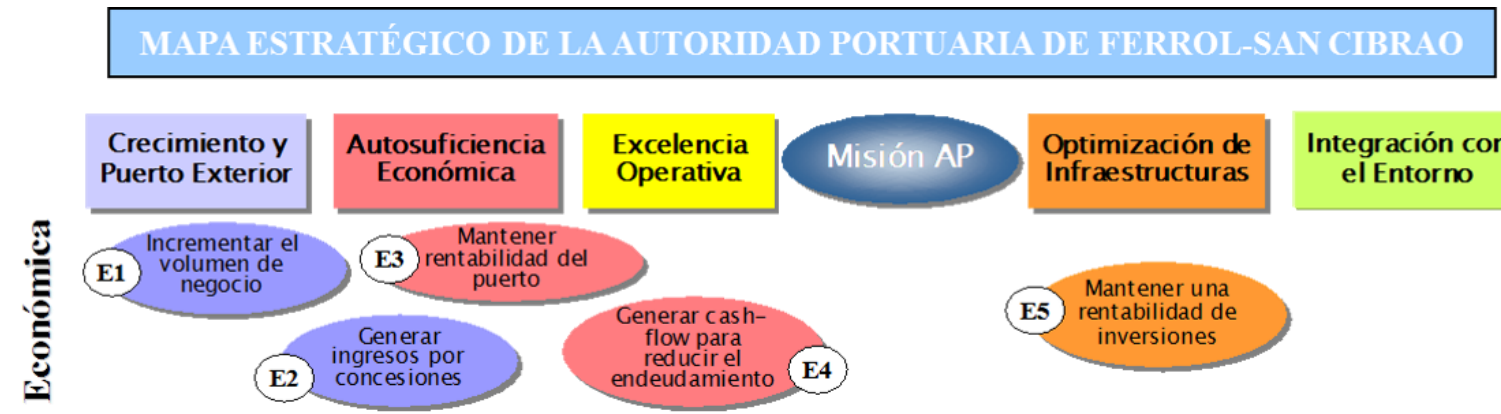 MAPA ESTRATÉGICO DE LA AUTORIDAD PORTUARIA DE FERROL-SAN CIBRAO
Crecimiento y
Puerto Exterior
Autosuficiencia
Económica
Excelencia
Operativa
Misión AP
Optimización de
Infraestructuras
Integración con
el Entorno
Económica
E1
Incrementar el
volumen de
negocio
E3
Mantener
rentabilidad del
puerto
E2
Generar
ingresos por
concesiones
Generar cash-
flow para
reducir el
endeudamiento
E4
E5
Mantener una
rentabilidad de
inversiones